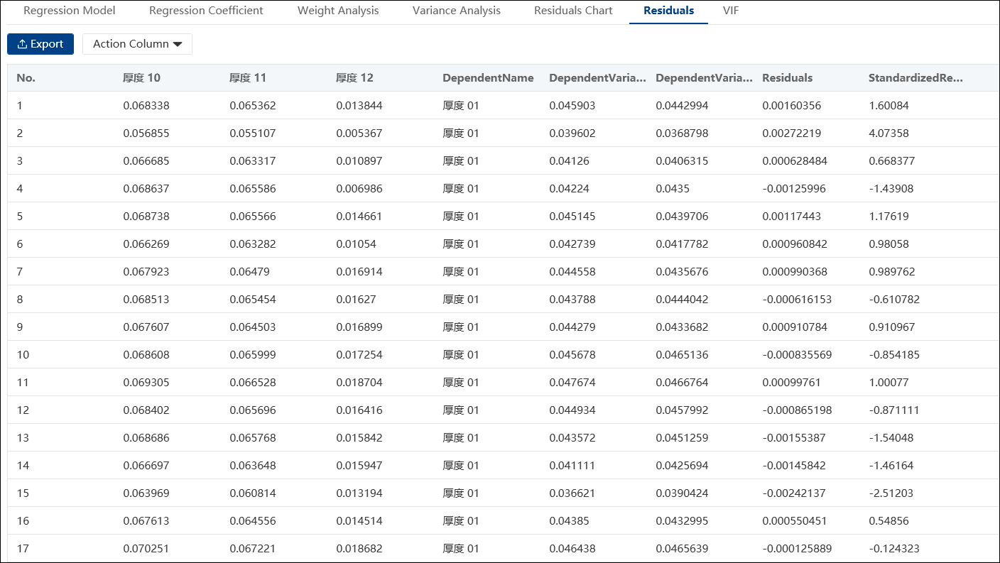 Regression Model Regression Coefficient Weight Analysis Variance Analysis Residuals Chart Residuals VIF
Export Action Column
No. 厚度 10 厚度 11 厚度 12 DependentName DependentVaria... DependentVaria... Residuals StandardizedRe...
1 0.068338 0.065362 0.013844 厚度 01 0.045903 0.0442994 0.00160356 1.60084
2 0.056855 0.055107 0.005367 厚度 01 0.039602 0.0368798 0.00272219 4.07358
3 0.066685 0.063317 0.010897 厚度 01 0.04126 0.0406315 0.000628484 0.668377
4 0.068637 0.065586 0.006986 厚度 01 0.04224 0.0435 -0.00125996 -1.43908
5 0.068738 0.065566 0.014661 厚度 01 0.045145 0.0439706 0.00117443 1.17619
6 0.066269 0.063282 0.01054 厚度 01 0.042739 0.0417782 0.000960842 0.98058
7 0.067923 0.06479 0.016914 厚度 01 0.044558 0.0435676 0.000990368 0.989762
8 0.068513 0.065454 0.01627 厚度 01 0.043788 0.0444042 -0.000616153 -0.610782
9 0.067607 0.064503 0.016899 厚度 01 0.044279 0.0433682 0.000910784 0.910967
10 0.068608 0.065999 0.017254 厚度 01 0.045678 0.0465136 -0.000835569 -0.854185
11 0.069305 0.066528 0.018704 厚度 01 0.047674 0.0466764 0.00099761 1.00077
12 0.068402 0.065696 0.016416 厚度 01 0.044934 0.0457992 -0.000865198 -0.871111
13 0.068686 0.065768 0.015842 厚度 01 0.043572 0.0451259 -0.00155387 -1.54048
14 0.066697 0.063648 0.015947 厚度 01 0.041111 0.0425694 -0.00145842 -1.46164
15 0.063969 0.060814 0.013194 厚度 01 0.036621 0.0390424 -0.00242137 -2.51203
16 0.067613 0.064556 0.014514 厚度 01 0.04385 0.0432995 0.000550451 0.54856
17 0.070251 0.067221 0.018682 厚度 01 0.046438 0.0465639 -0.000125889 -0.124323